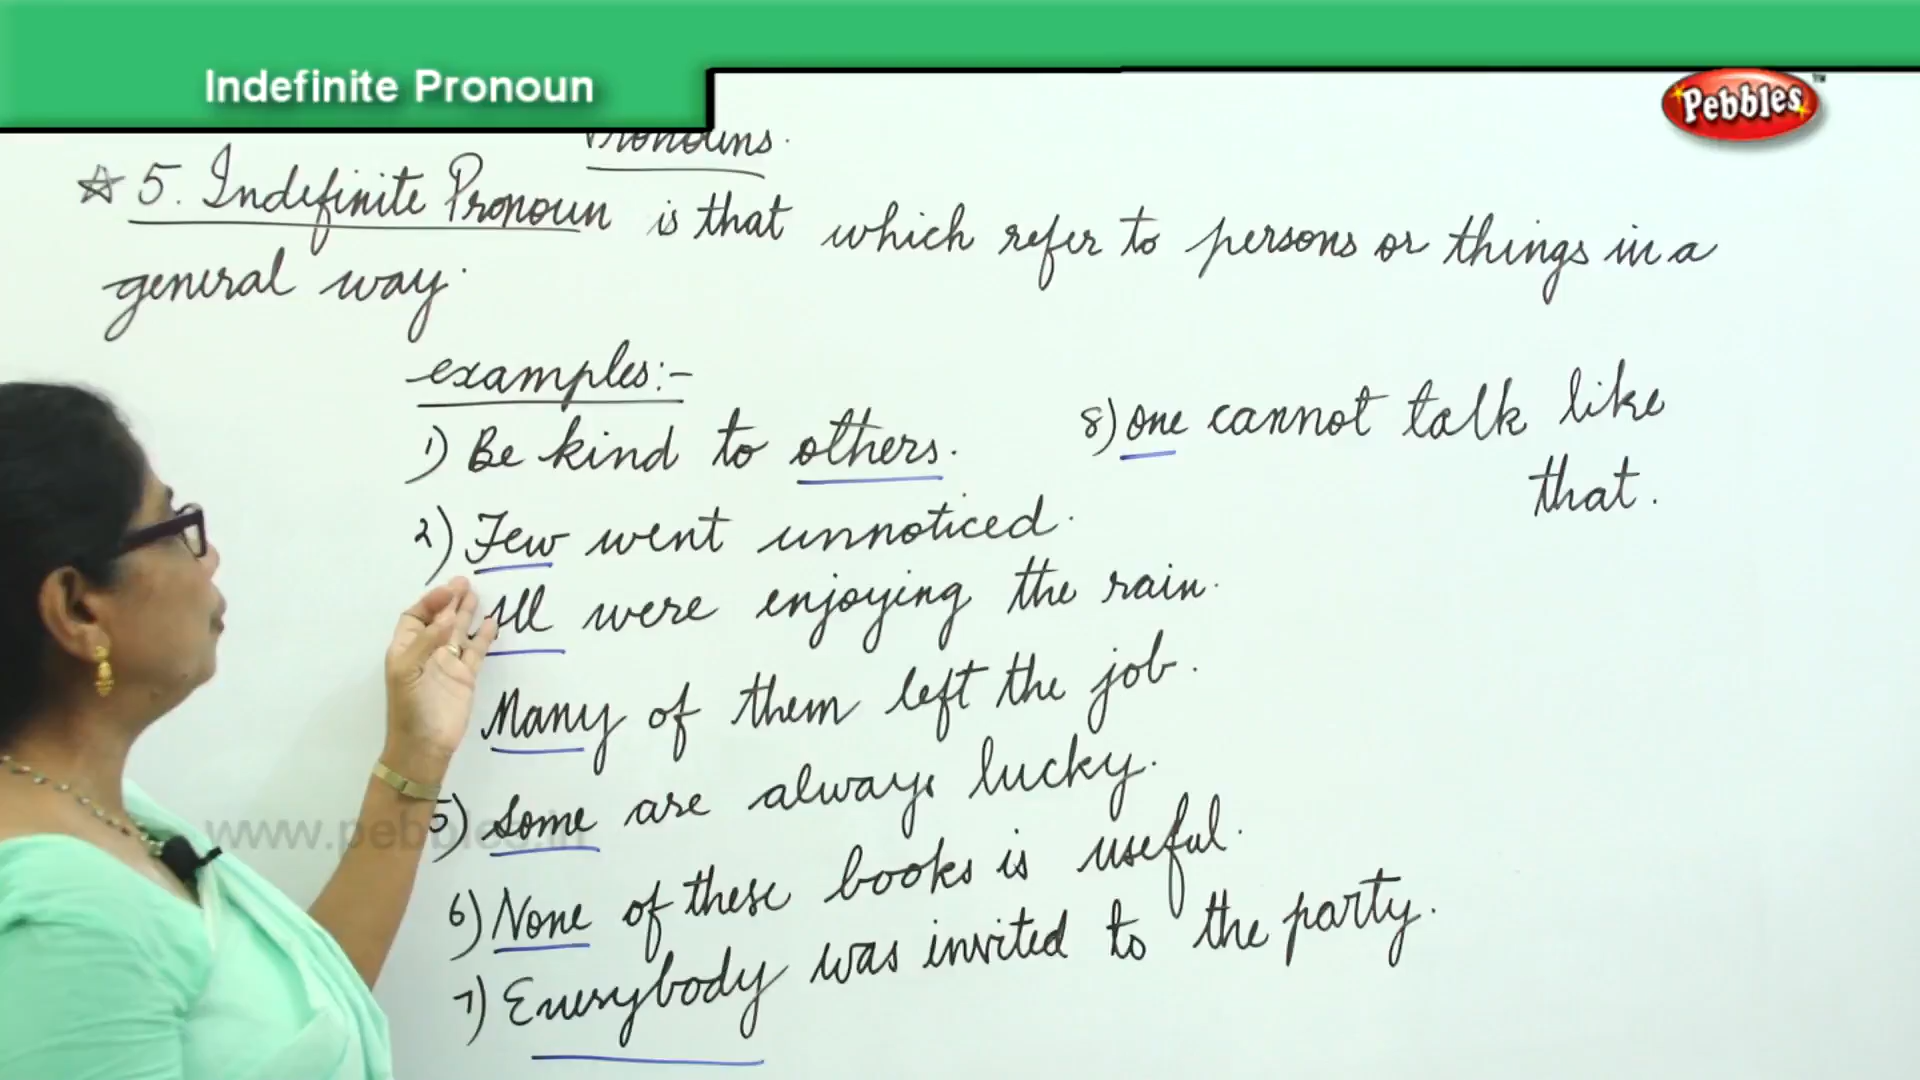 Indefinite Pronoun
Pebbles™
Pronouns.
☆ 5. Indefinite Pronoun is that which refer to persons or things in a
general way.
examples:-
1) Be kind to others.
2) Few went unnoticed.
All were enjoying the rain.
Many of them left the job.
5) some are always lucky.
6) None of these books is useful.
7) Everybody was invited to the party.
8) one cannot talk like
that.
www.pebbles.in